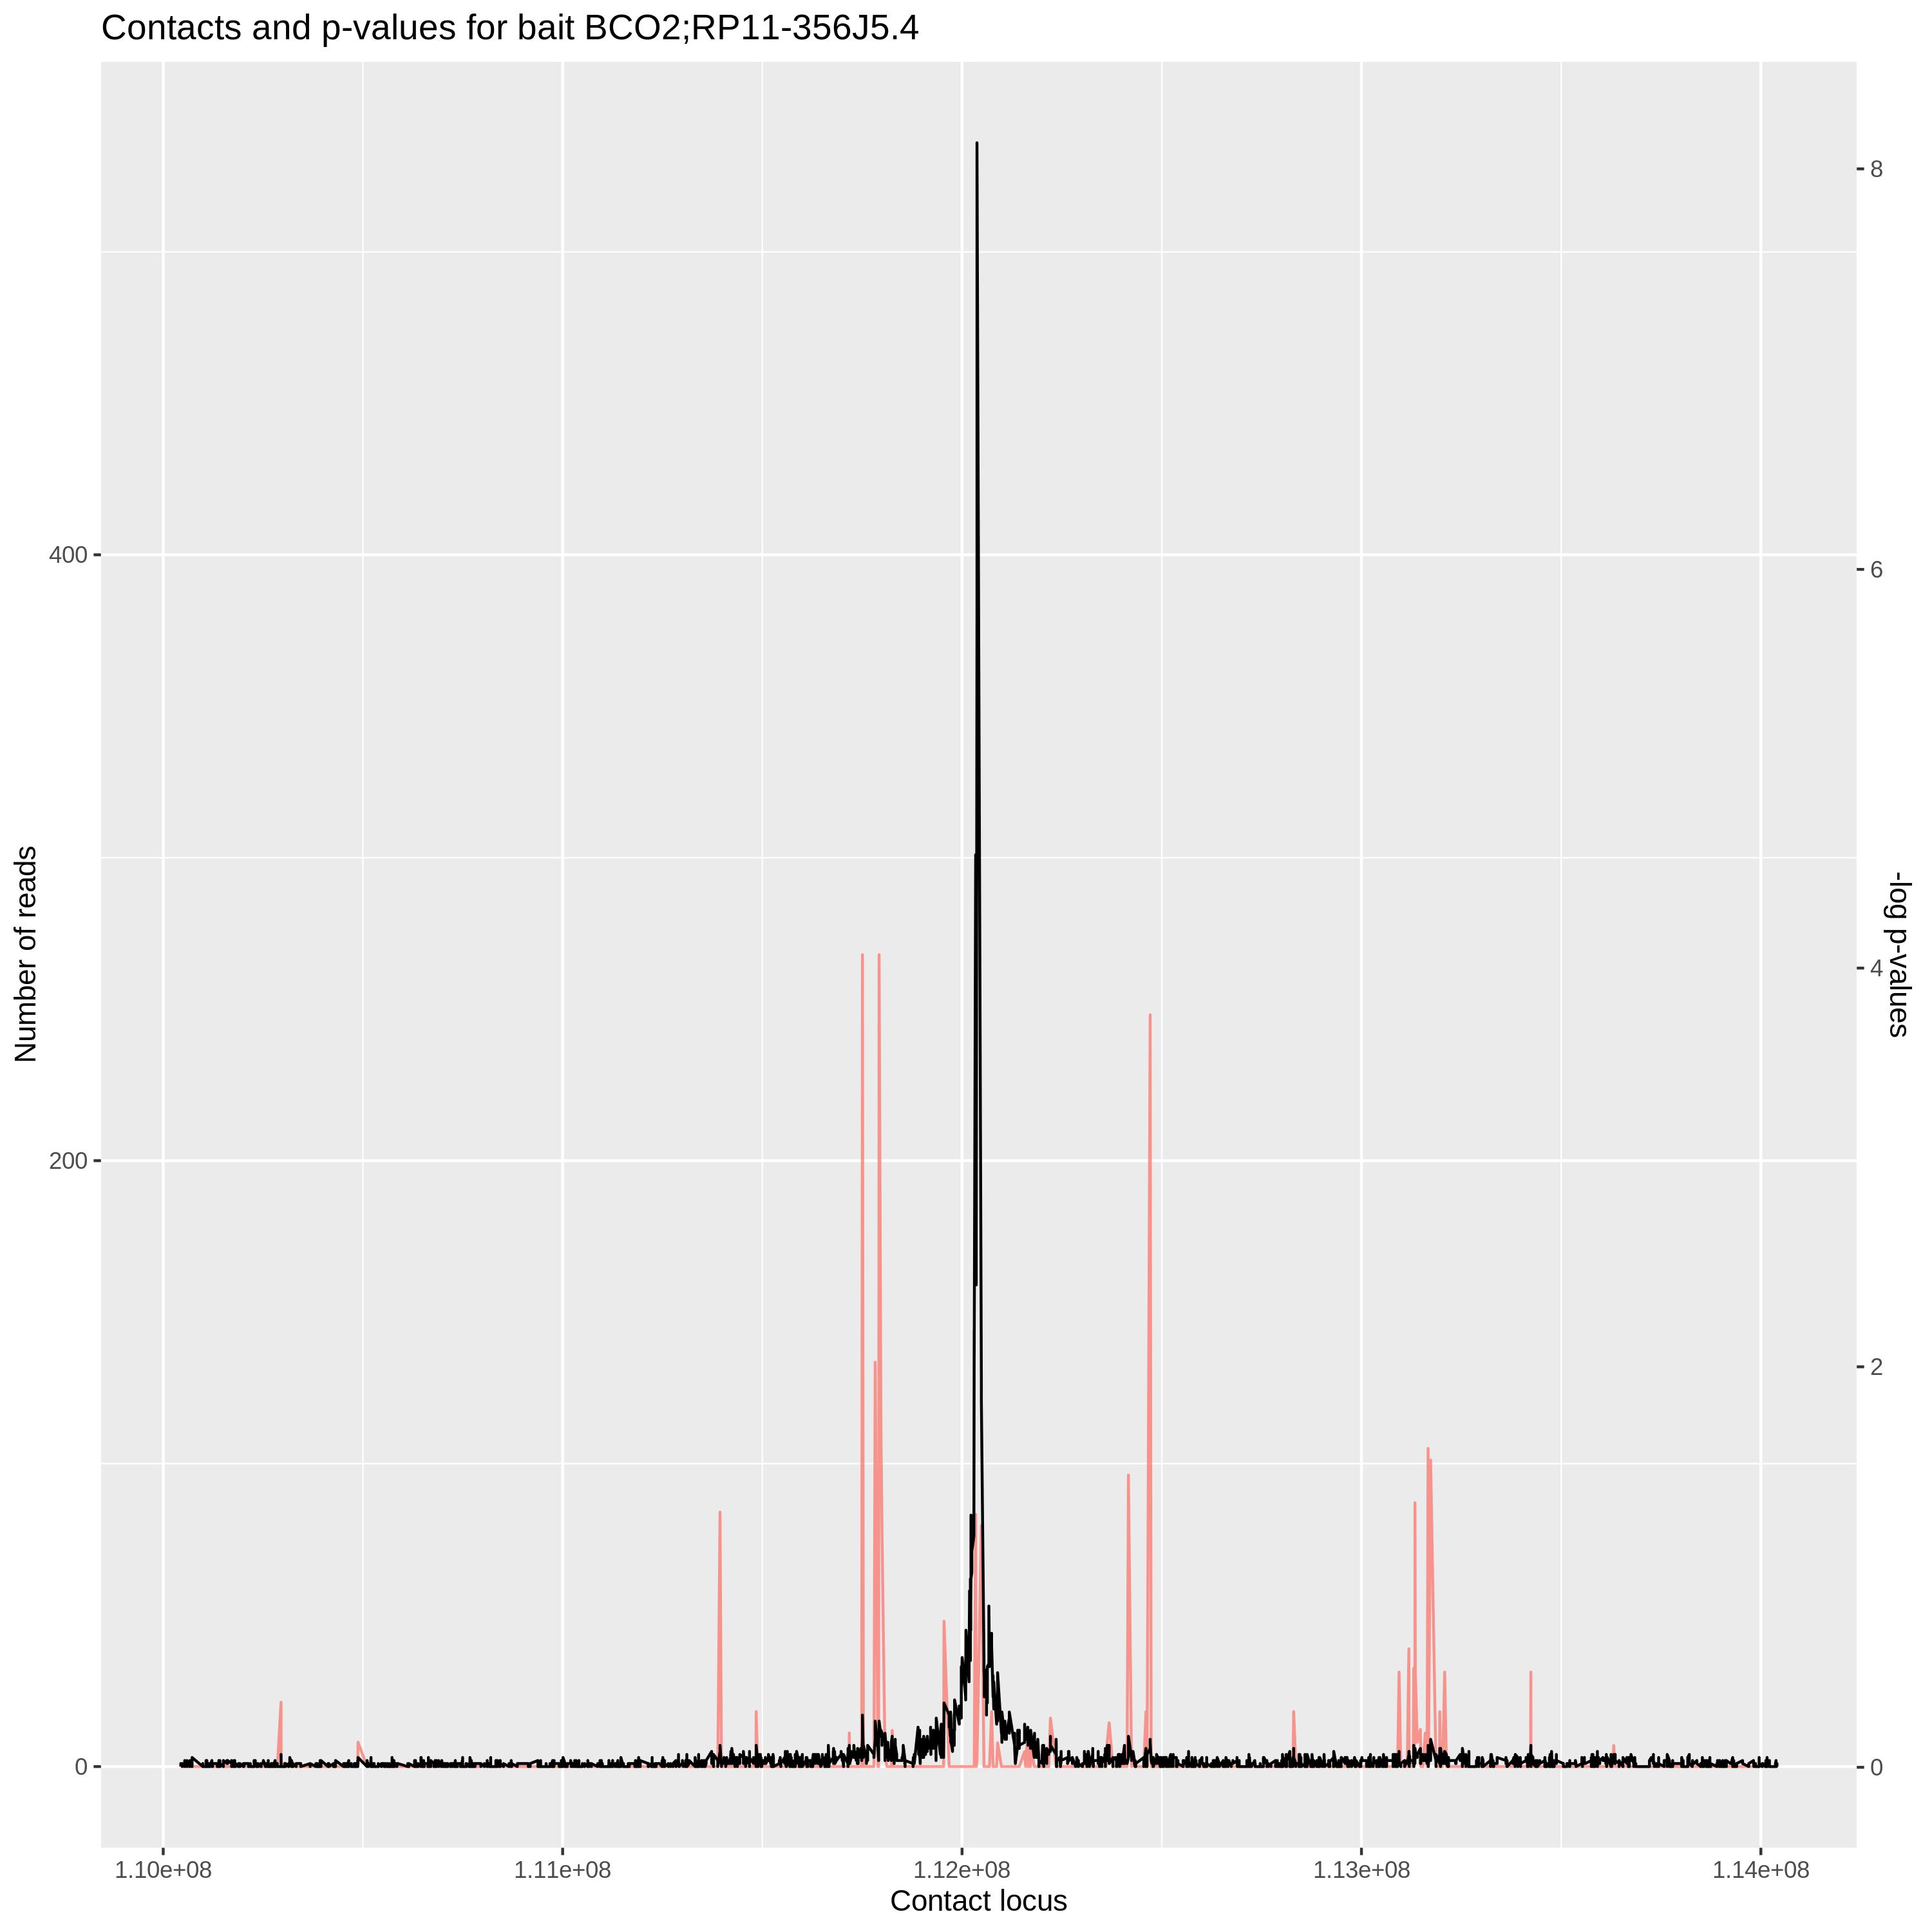 Contacts and p-values for bait BCO2;RP11-356J5.4
8
400
6
Number of reads
-log p-values
4
200
2
0
0
1.10e+08
1.11e+08
1.12e+08
1.13e+08
1.14e+08
Contact locus